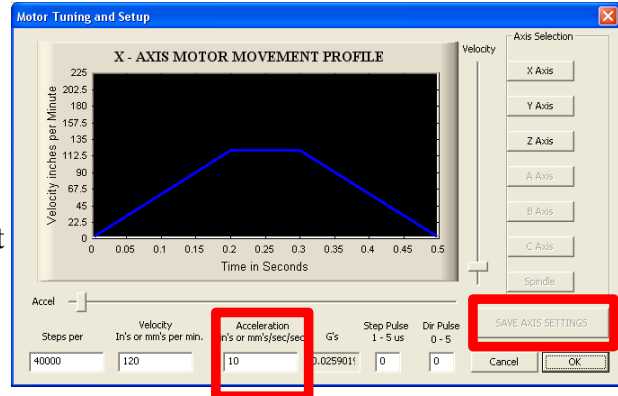 Motor Tuning and Setup
Axis Selection
X - AXIS MOTOR MOVEMENT PROFILE
Velocity
Velocity inches per Minute
225
202.5
180
157.5
135
112.5
90
67.5
45
22.5
0
0 0.05 0.1 0.15 0.2 0.25 0.3 0.35 0.4 0.45 0.5
Time in Seconds
X Axis
Y Axis
Z Axis
A Axis
B Axis
C Axis
Spindle
t
Accel
SAVE AXIS SETTINGS
Steps per
Velocity
In's or mm's per min.
Acceleration
in's or mm's/sec/sec
G's
Step Pulse
1 - 5 us
Dir Pulse
0 - 5
40000 120 10 0.0259019 0 0
Cancel OK